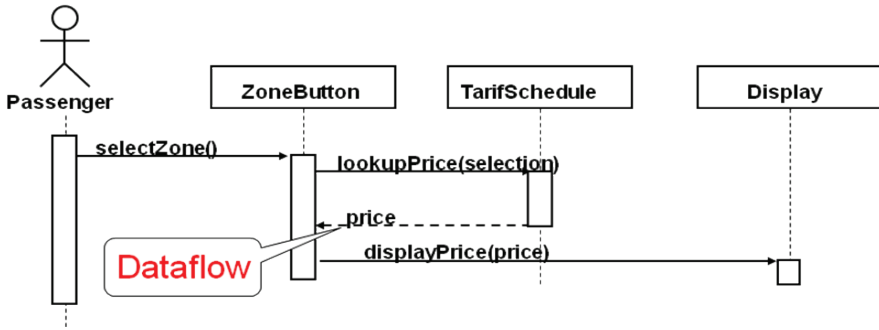 Passenger
ZoneButton
TarifSchedule
Display
selectZone()
lookupPrice(selection)
price
Dataflow
displayPrice(price)